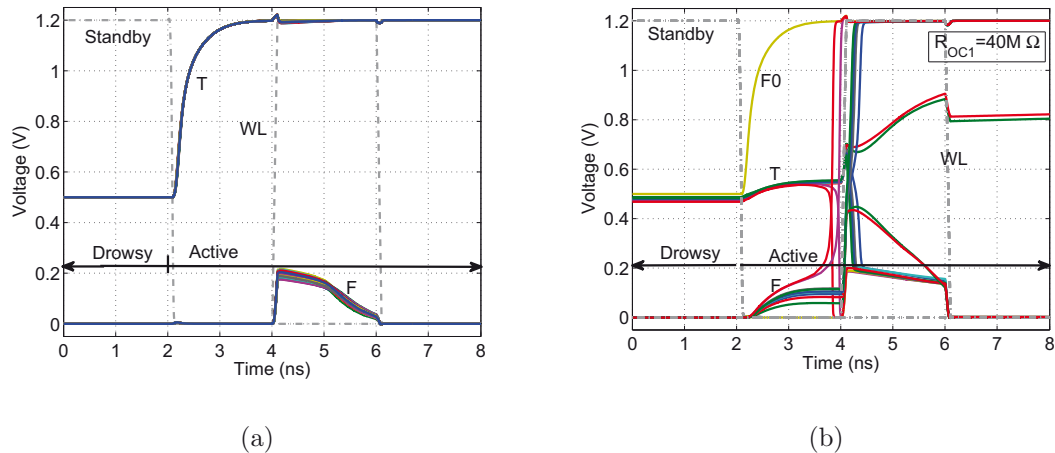 1.2
1.2
0.8
0.6
0.4
0.2
0
Voltage (V)
Standby
T
WL
Drowsy
Active
F
0 1 2 3 4 5 6 7 8
Time (ns)
(a)
1.2
1.2
0.8
0.6
0.4
0.2
0
Voltage (V)
Standby
R_OC1=40M Ω
F0
T
WL
Drowsy
Active
F
0 1 2 3 4 5 6 7 8
Time (ns)
(b)